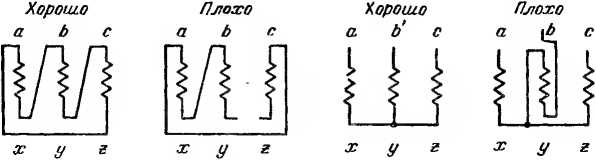 Хорошо Плохо Хорошо Плохо
a b c a b c a b' c a b c
x y z x y z x y z x y z